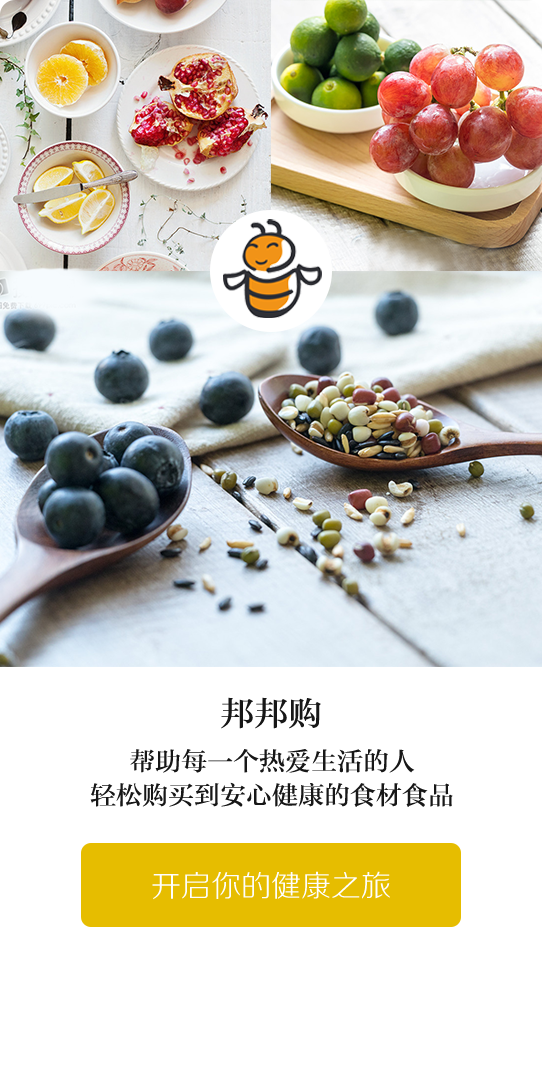 邦邦购
帮助每一个热爱生活的人
轻松购买到安心健康的食材食品
开启你的健康之旅